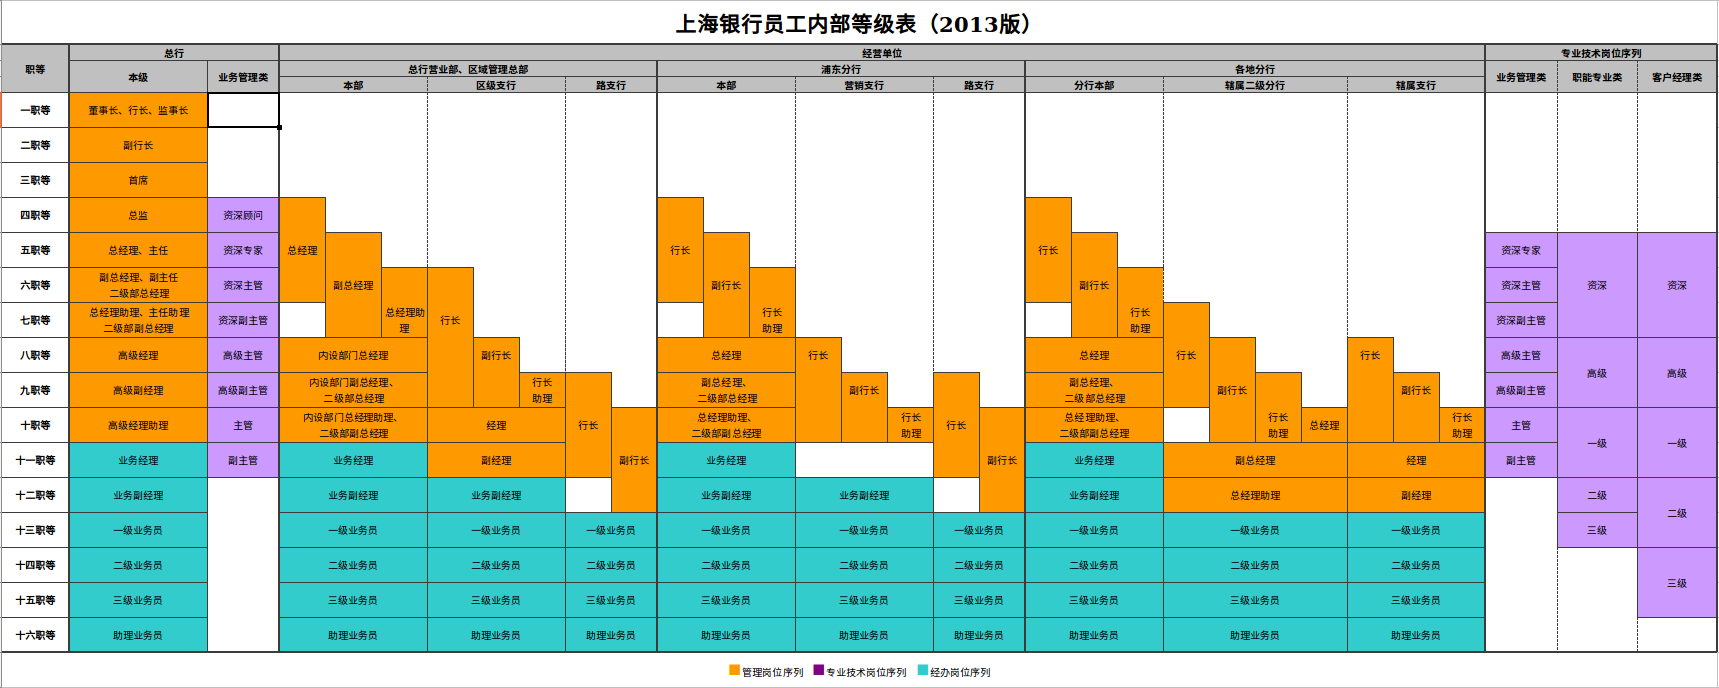 上海银行员工内部等级表（2013版）
职等 总行 经营单位 专业技术岗位序列
本级 业务管理类 总行营业部、区域管理总部 浦东分行 各地分行 业务管理类 职能专业类 客户经理类
本部 区级支行 路支行 本部 营销支行 路支行 分行本部 辖属二级分行 辖属支行
一职等 董事长、行长、监事长
二职等 副行长
三职等 首席
四职等 总监 资深顾问
五职等 总经理、主任 资深专家 总经理 行长 行长 资深专家
六职等 副总经理、副主任
二级部总经理 资深主管 副总经理 副行长 副行长 资深主管 资深 资深
七职等 总经理助理、主任助理
二级部副总经理 资深副主管 总经理助
理 行长 行长
助理 行长
助理 资深副主管
八职等 高级经理 高级主管 内设部门总经理 副行长 总经理 行长 总经理 行长 行长 高级主管
九职等 高级副经理 高级副主管 内设部门副总经理、
二级部总经理 行长
助理 副总经理、
二级部总经理 副行长 副总经理、
二级部总经理 副行长 副行长 高级副主管 高级 高级
十职等 高级经理助理 主管 内设部门总经理助理、
二级部副总经理 经理 行长 总经理助理、
二级部副总经理 行长
助理 行长 总经理助理、
二级部副总经理 行长
助理 总经理 行长
助理 主管
十一职等 业务经理 副主管 业务经理 副经理 副行长 业务经理 副行长 业务经理 副总经理 经理 副主管 一级 一级
十二职等 业务副经理 业务副经理 业务副经理 业务副经理 业务副经理 业务副经理 总经理助理 副经理 二级
十三职等 一级业务员 一级业务员 一级业务员 一级业务员 一级业务员 一级业务员 一级业务员 一级业务员 一级业务员 一级业务员 三级 二级
十四职等 二级业务员 二级业务员 二级业务员 二级业务员 二级业务员 二级业务员 二级业务员 二级业务员 二级业务员 二级业务员
十五职等 三级业务员 三级业务员 三级业务员 三级业务员 三级业务员 三级业务员 三级业务员 三级业务员 三级业务员 三级业务员 三级
十六职等 助理业务员 助理业务员 助理业务员 助理业务员 助理业务员 助理业务员 助理业务员 助理业务员 助理业务员 助理业务员
管理岗位序列 专业技术岗位序列 经办岗位序列